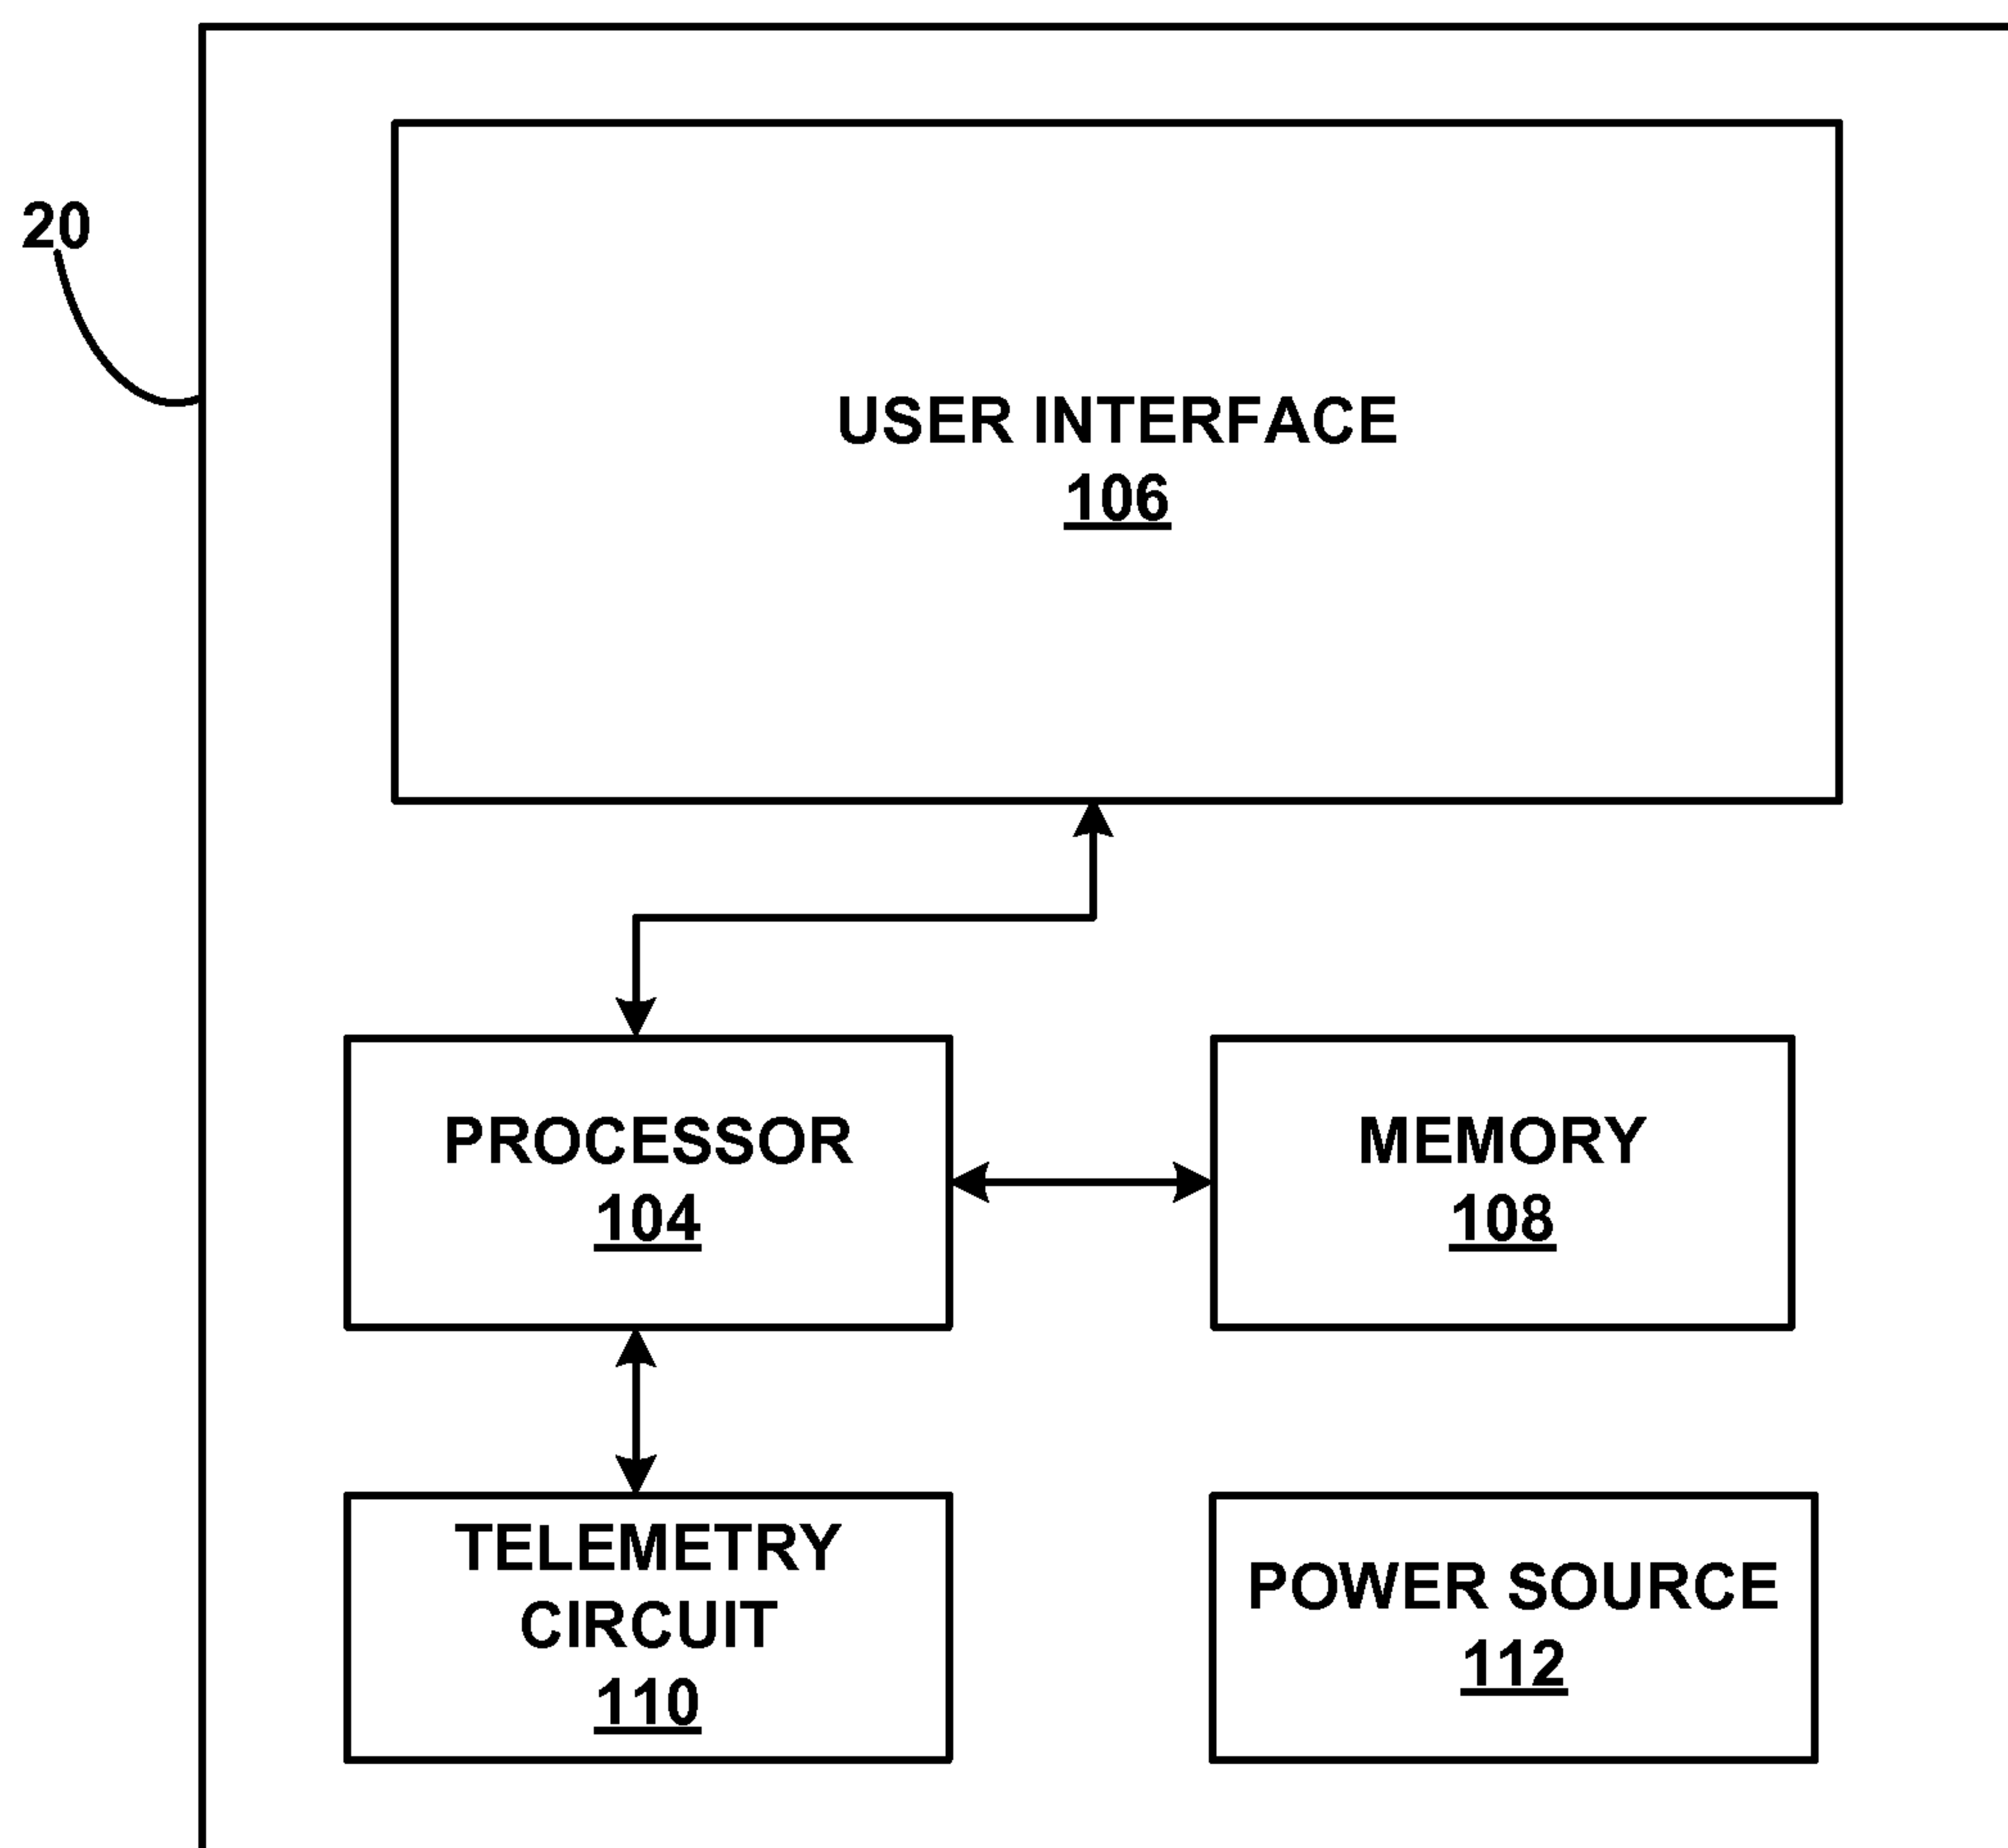 20
USER INTERFACE
106
PROCESSOR
104
MEMORY
108
TELEMETRY
CIRCUIT
110
POWER SOURCE
112